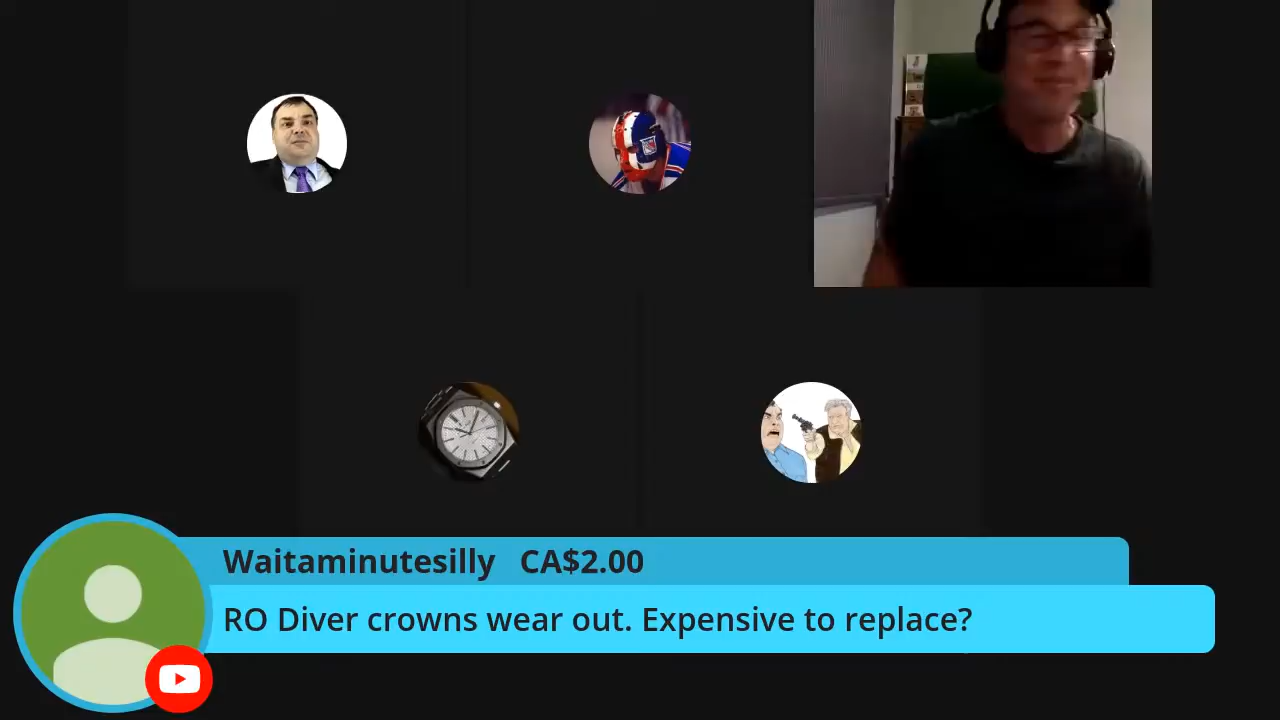 Waitaminutesilly CA$2.00
RO Diver crowns wear out. Expensive to replace?